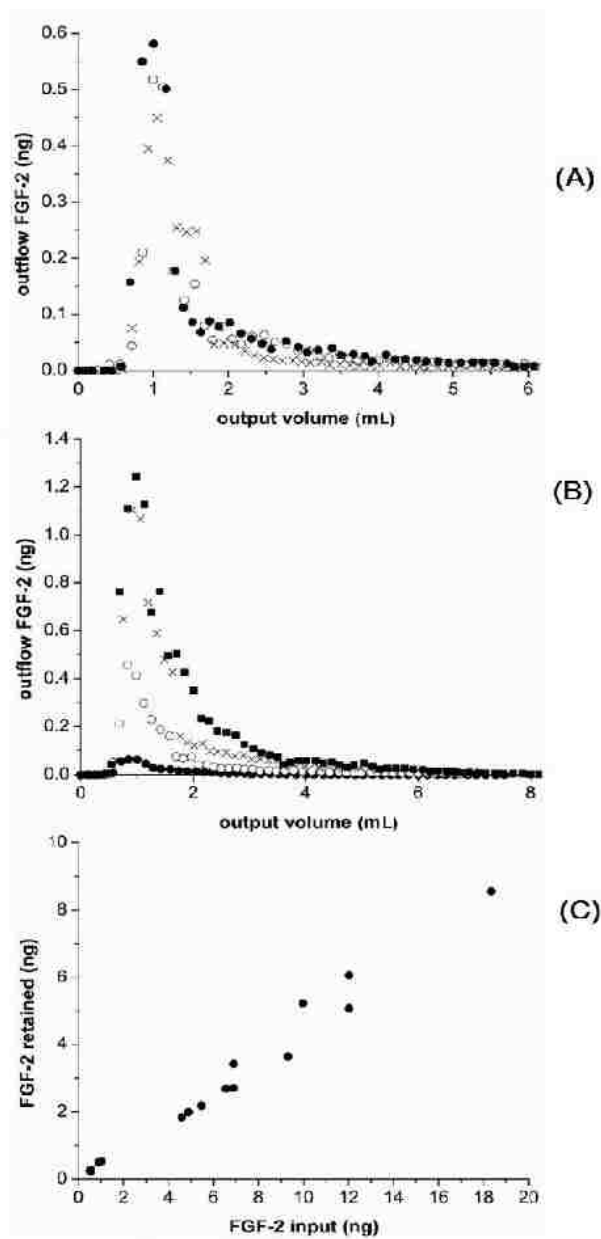 0.6
0.5
0.4
0.3
0.2
0.1
0.0
outflow FGF-2 (ng)
0 1 2 3 4 5 6
output volume (mL)
(A)
1.4
1.2
1.0
0.8
0.6
0.4
0.2
0.0
outflow FGF-2 (ng)
0 2 4 6 8
output volume (mL)
(B)
10
8
6
4
2
0
FGF-2 retained (ng)
0 2 4 6 8 10 12 14 16 18 20
FGF-2 input (ng)
(C)